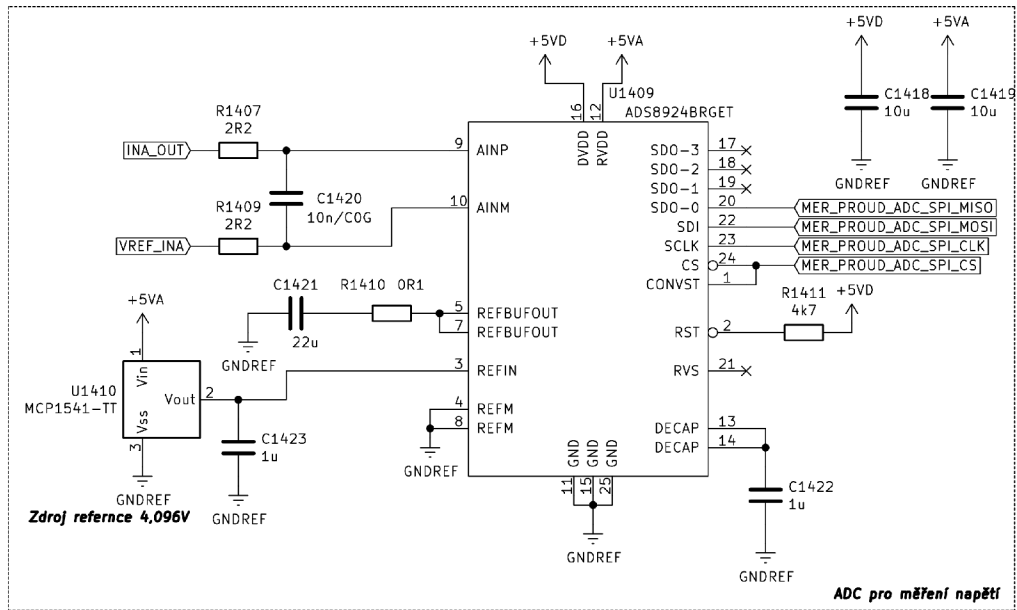 +5VD
+5VA
+5VD
+5VA
U1409
ADS8924BRGET
C1418
10u
C1419
10u
GNDREF
GNDREF
R1407
2R2
INA_OUT
C1420
10n/C0G
R1409
2R2
VREF_INA
16
12
DVDD
RVDD
9
AINP
10
AINM
SDO-3
17
SDO-2
18
SDO-1
19
SDO-0
20
MER_PROUD_ADC_SPI_MISO
SDI
22
MER_PROUD_ADC_SPI_MOSI
SCLK
23
MER_PROUD_ADC_SPI_CLK
CS
24
MER_PROUD_ADC_SPI_CS
CONVST
1
C1421
22u
R1410 0R1
GNDREF
5
REFBUFOUT
7
REFBUFOUT
R1411
4k7
+5VD
RST
2
+5VA
1
Vin
U1410
MCP1541-TT
Vout
2
Vss
3
GNDREF
C1423
1u
GNDREF
3
REFIN
4
REFM
8
REFM
GNDREF
RVS
21
DECAP
13
DECAP
14
C1422
1u
GNDREF
GND
GND
GND
11
15
25
GNDREF
Zdroj refernce 4,096V
ADC pro měření napětí